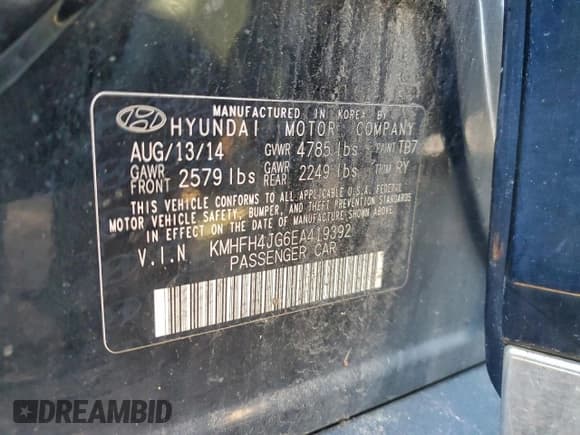 MANUFACTURED IN KOREA BY
HYUNDAI MOTOR COMPANY
AUG/13/14 GVWR 4785 lbs PAINT TB7
GAWR FRONT 2579 lbs GAWR REAR 2249 lbs TRIM RY
THIS VEHICLE CONFORMS TO ALL APPLICABLE U.S.A. FEDERAL
MOTOR VEHICLE SAFETY, BUMPER, AND THEFT PREVENTION STANDARDS
IN EFFECT ON THE DATE OF MANUFACTURE SHOWN ABOVE.
V.I.N KMHFH4JG6EA419392
PASSENGER CAR
DREAMBID